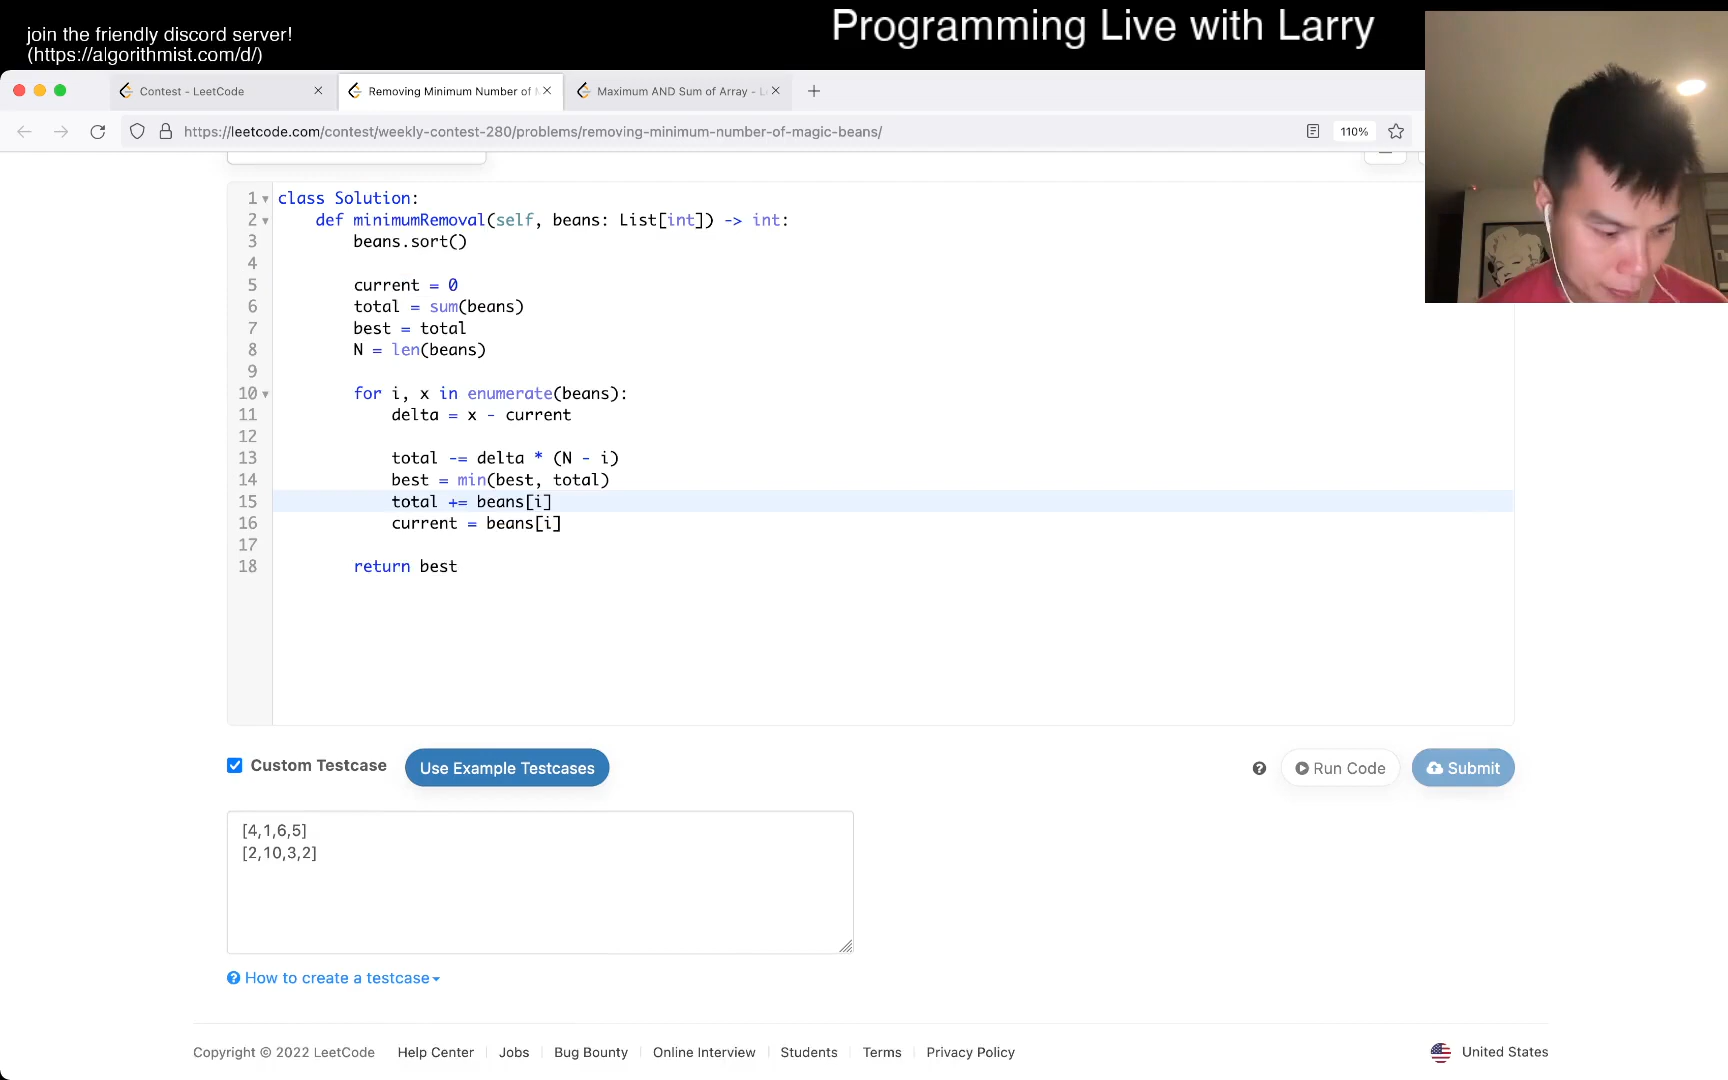 join the friendly discord server!
(https://algorithmist.com/d/)
Programming Live with Larry
Contest - LeetCode
Removing Minimum Number of
Maximum AND Sum of Array -
https://leetcode.com/contest/weekly-contest-280/problems/removing-minimum-number-of-magic-beans/
110%
1 class Solution:
2 def minimumRemoval(self, beans: List[int]) -> int:
3 beans.sort()
4
5 current = 0
6 total = sum(beans)
7 best = total
8 N = len(beans)
9
10 for i, x in enumerate(beans):
11 delta = x - current
12
13 total -= delta * (N - i)
14 best = min(best, total)
15 total += beans[i]
16 current = beans[i]
17
18 return best
Custom Testcase
Use Example Testcases
Run Code
Submit
[4,1,6,5]
[2,10,3,2]
How to create a testcase
Copyright © 2022 LeetCode
Help Center
Jobs
Bug Bounty
Online Interview
Students
Terms
Privacy Policy
United States